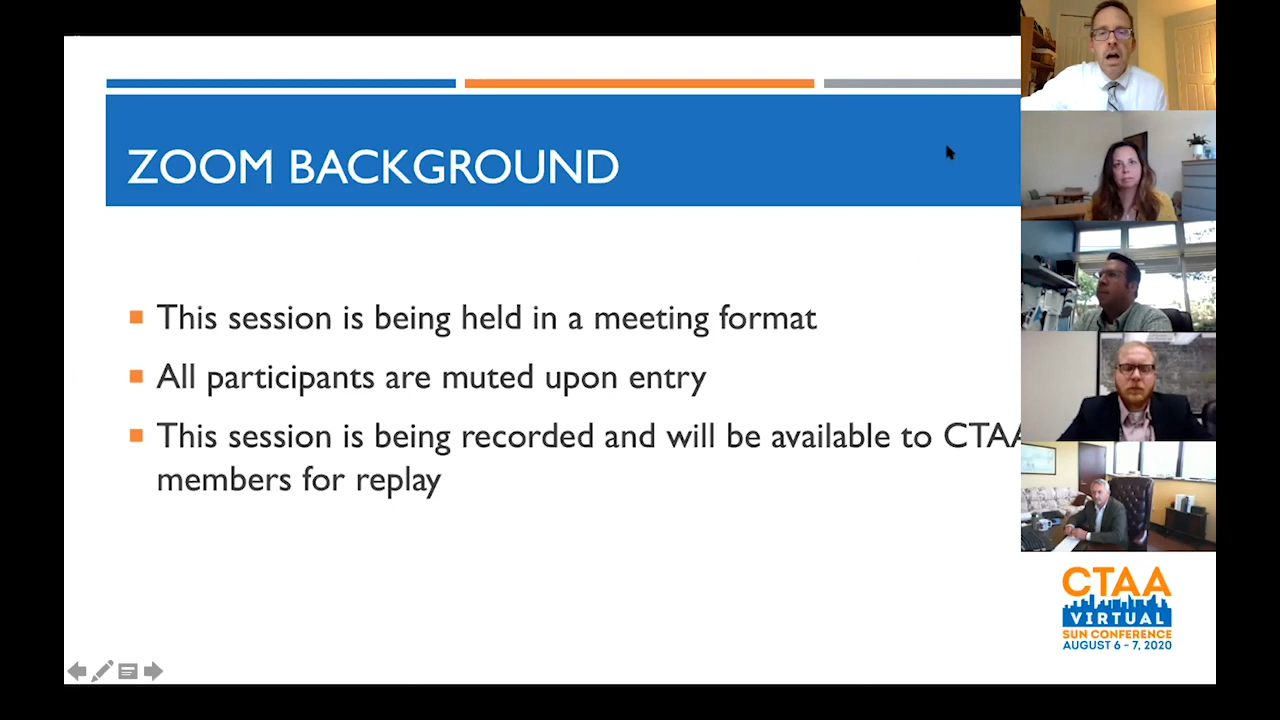 ZOOM BACKGROUND
This session is being held in a meeting format
All participants are muted upon entry
This session is being recorded and will be available to CTAA
members for replay
CTAA
VIRTUAL
SUN CONFERENCE
AUGUST 6 - 7, 2020